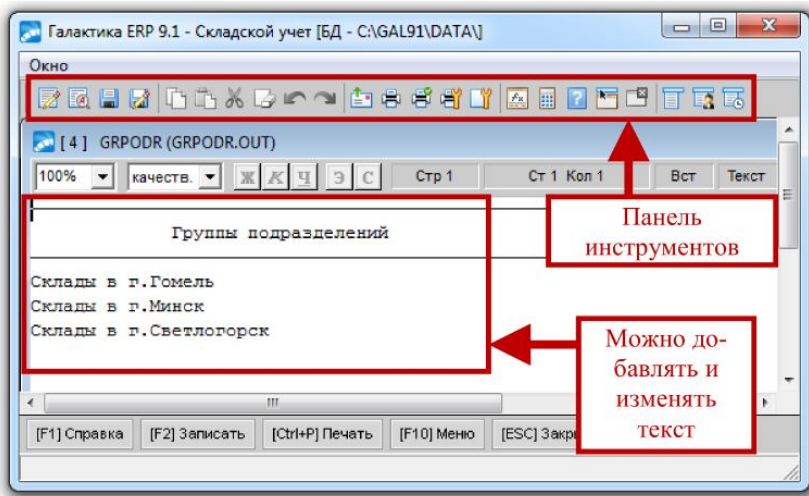 Галактика ERP 9.1 - Складской учет [БД - C:\GAL91\DATA\]
Окно
[4] GRPODR (GRPODR.OUT)
100% качеств. Ж К Ч Э С Стр 1 Ст 1 Кол 1 Вст Текст
Панель
инструментов
Группы подразделений
Склады в г.Гомель
Склады в г.Минск
Склады в г.Светлогорск
Можно до-
бавлять и
изменять
текст
[F1] Справка [F2] Записать [Ctrl+P] Печать [F10] Меню [ESC] Закр